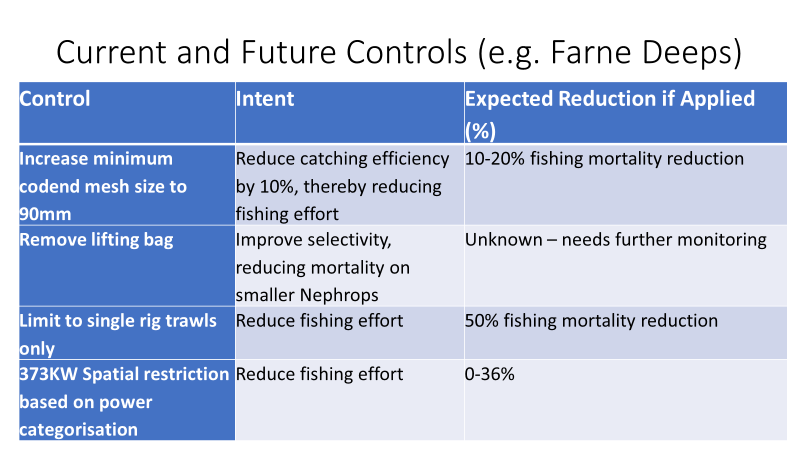 Current and Future Controls (e.g. Farne Deeps)
Control
Intent
Expected Reduction if Applied
(%)
Increase minimum
codend mesh size to
90mm
Reduce catching efficiency
by 10%, thereby reducing
fishing effort
10-20% fishing mortality reduction
Remove lifting bag
Improve selectivity,
reducing mortality on
smaller Nephrops
Unknown – needs further monitoring
Limit to single rig trawls
only
Reduce fishing effort
50% fishing mortality reduction
373KW Spatial restriction
based on power
categorisation
Reduce fishing effort
0-36%